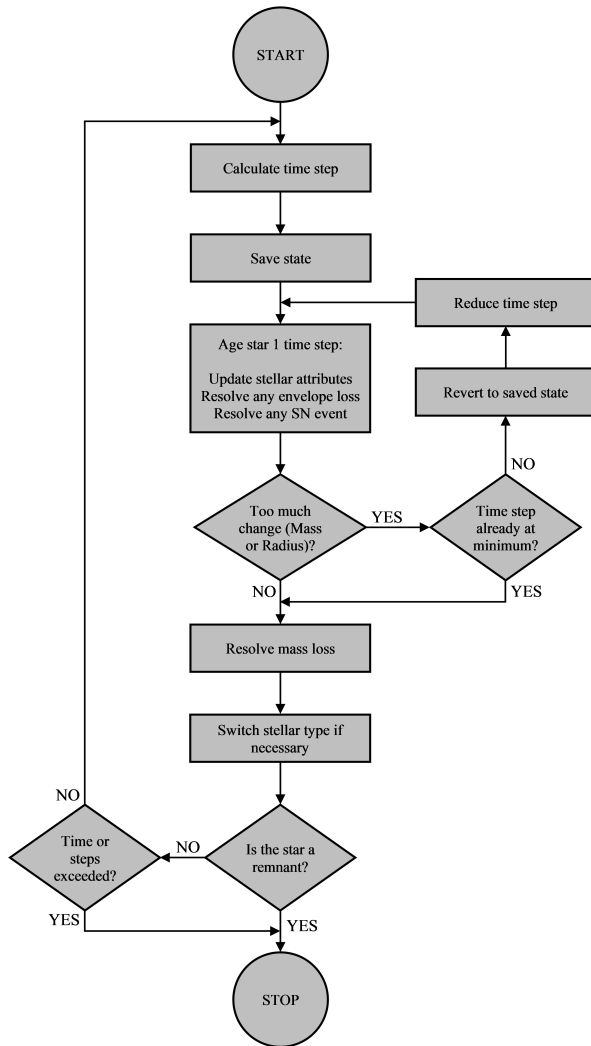 START
Calculate time step
Save state
Reduce time step
Age star 1 time step:
Update stellar attributes
Resolve any envelope loss
Resolve any SN event
Revert to saved state
NO
Too much
change (Mass
or Radius)?
YES
Time step
already at
minimum?
NO
YES
Resolve mass loss
Switch stellar type if
necessary
NO
Time or
steps
exceeded?
NO
Is the star a
remnant?
YES
YES
STOP